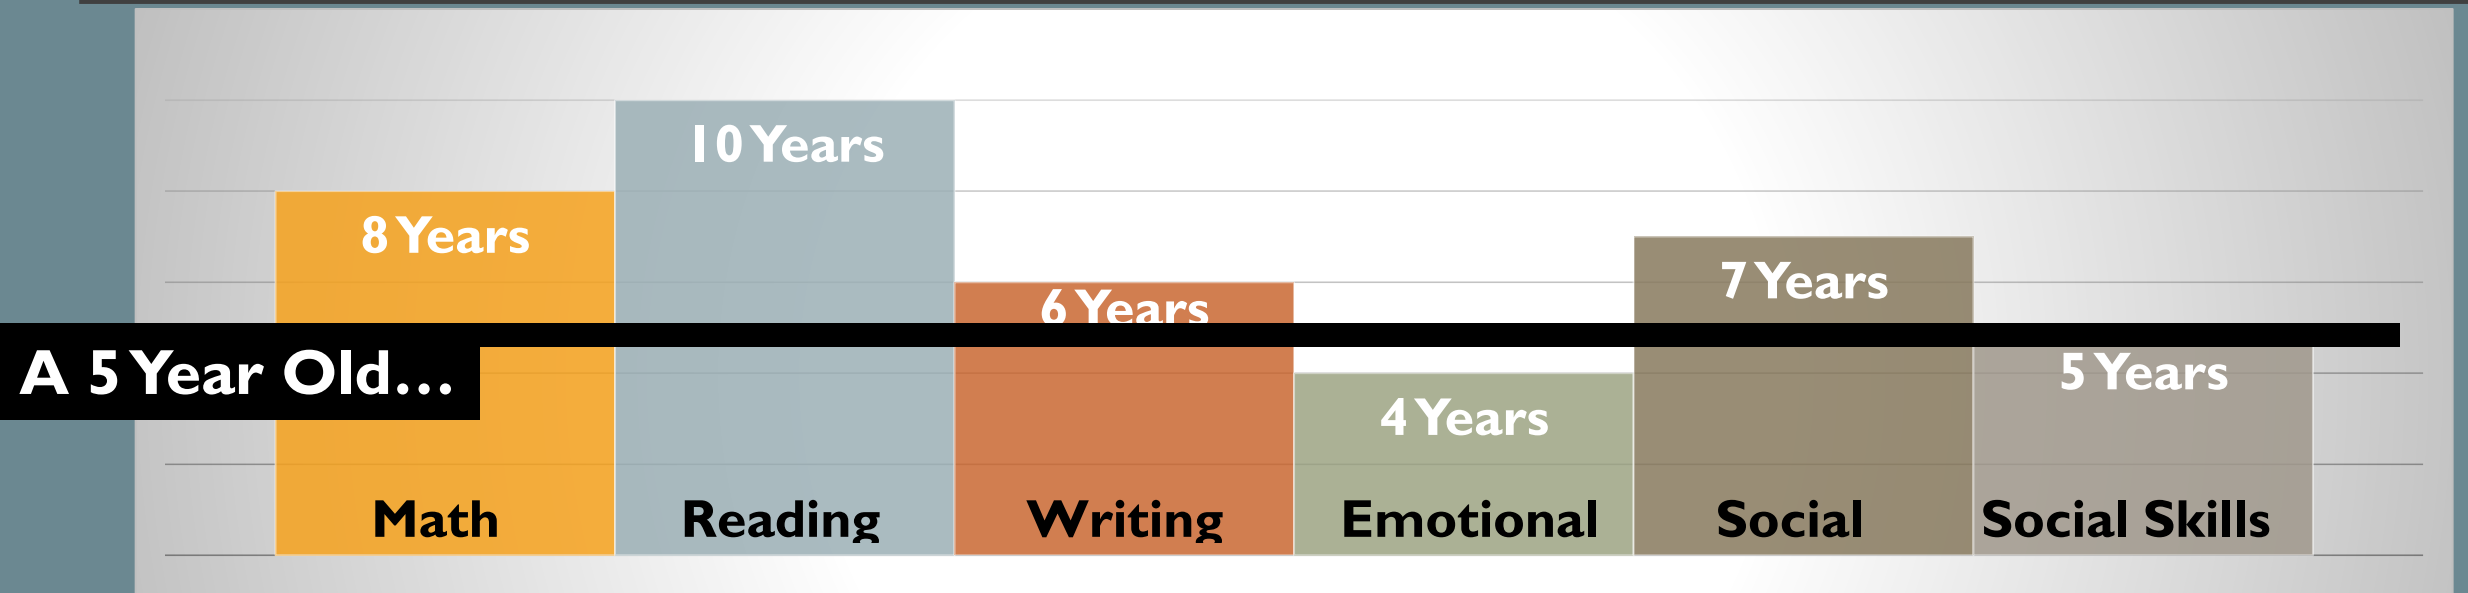 10 Years
8 Years
7 Years
6 Years
A 5 Year Old...
5 Years
4 Years
Math
Reading
Writing
Emotional
Social
Social Skills